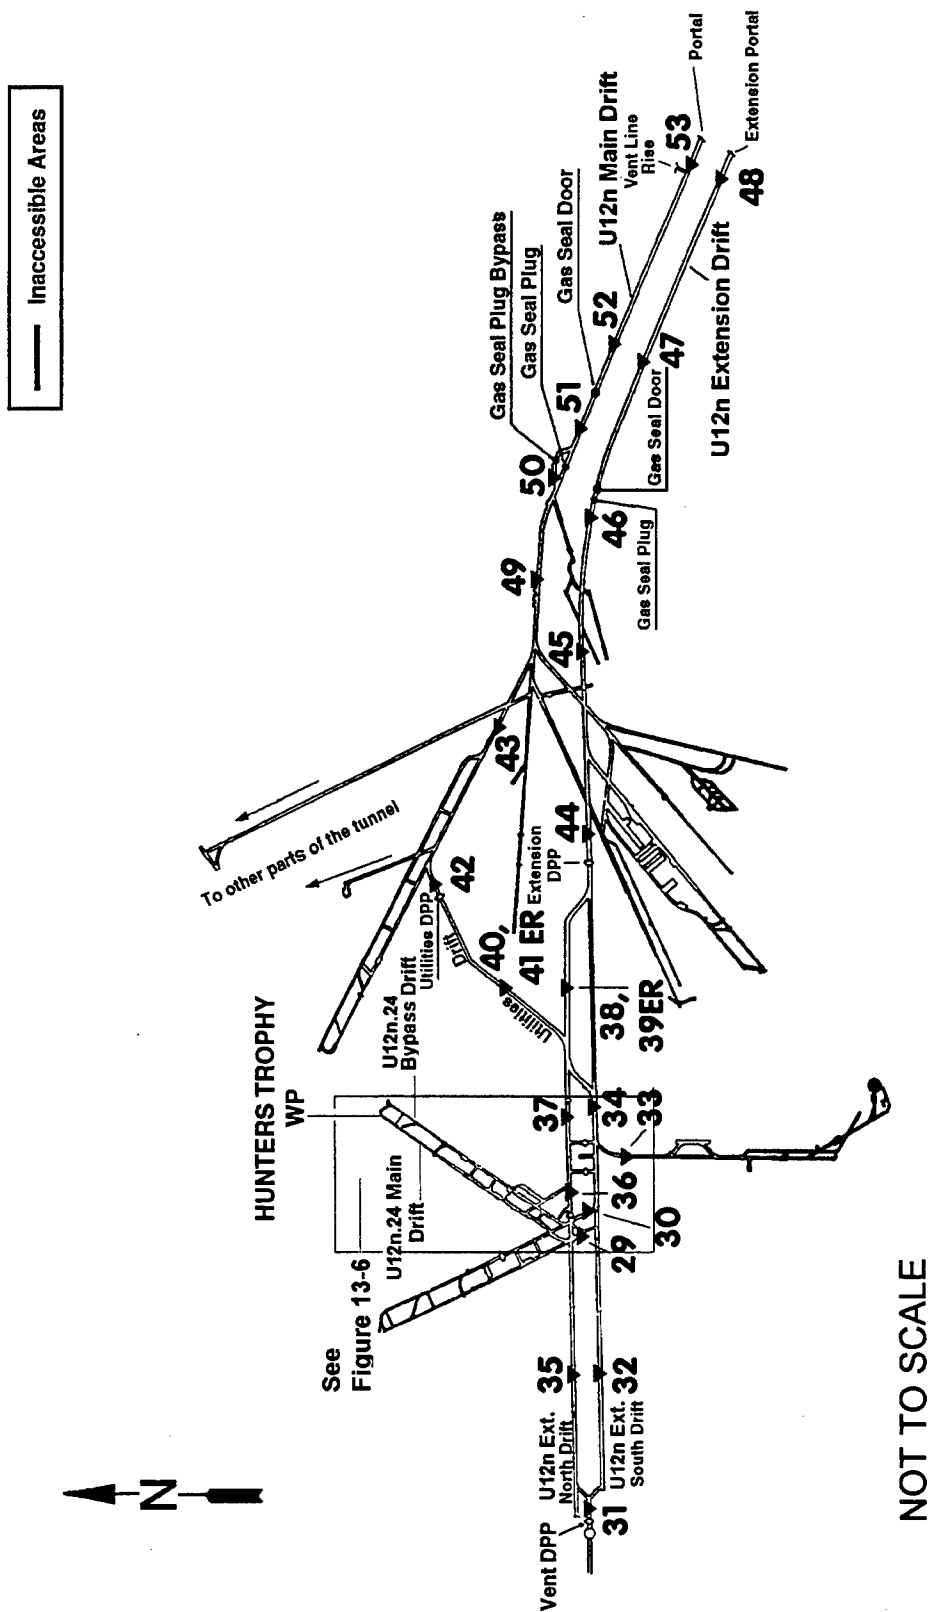 Inaccessible Areas
Portal
Extension Portal
53
Vent Line
Rise
U12n Main Drift
48
U12n Extension Drift
Gas Seal Door
52
47
Gas Seal Plug Bypass
Gas Seal Plug
51
Gas Seal Door
50
46
Gas Seal Plug
49
45
43
To other parts of the tunnel
44
Extension
DPP
42
Utilities DPP
Drift
40,
41 ER
Utilities
38,
39ER
HUNTERS TROPHY
WP
U12n.24
Bypass Drift
37
34
33
U12n.24 Main
Drift
36
30
29
See
Figure 13-6
35
32
U12n Ext.
North Drift
U12n Ext.
South Drift
31
Vent DPP
N
NOT TO SCALE